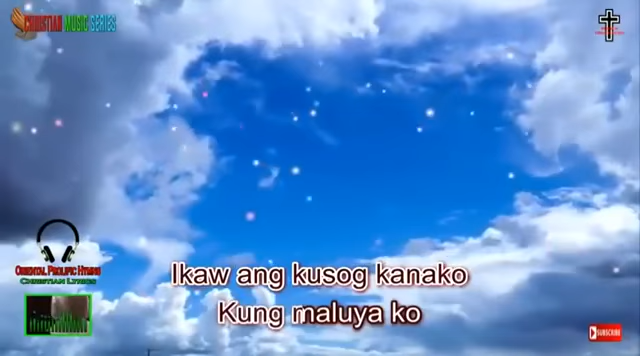 CHRISTIAN MUSIC SERIES
Oriental Prolific Hymns
Christian Lyrics
Ikaw ang kusog kanako
Kung maluya ko
SUBSCRIBE